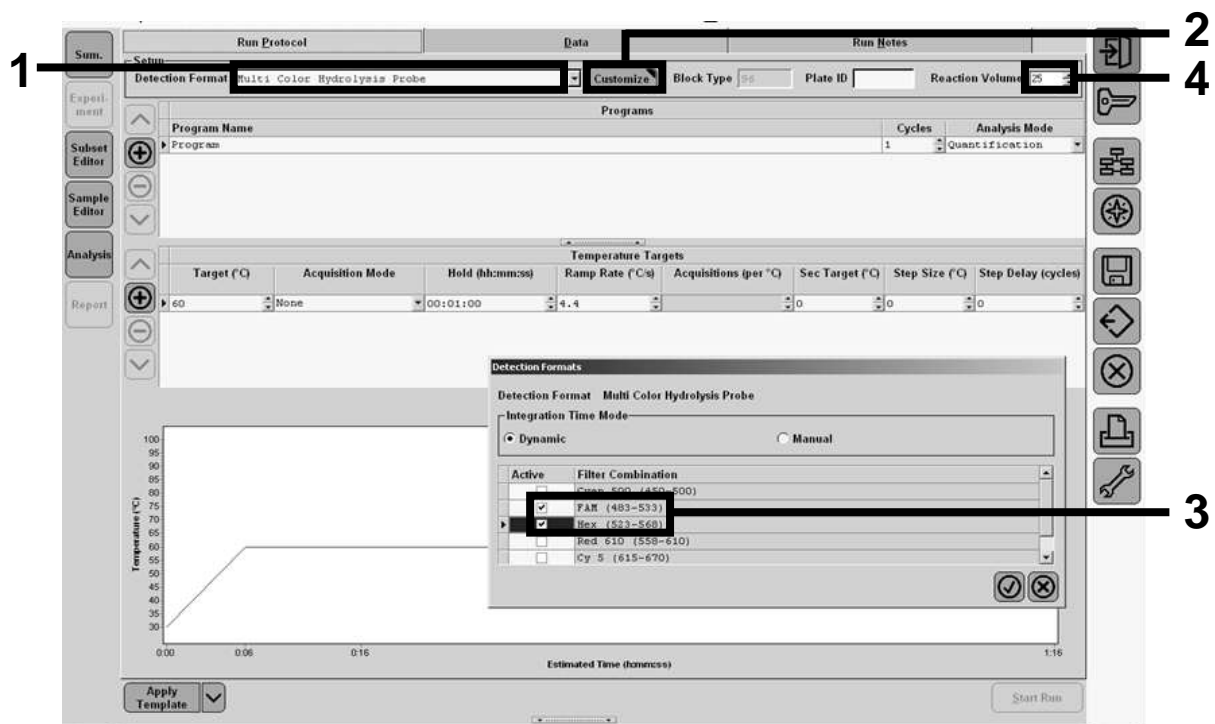 2
1
4
3
Sum.
Experi-
ment
Subset
Editor
Sample
Editor
Analysis
Report
Run Protocol Data Run Notes
Setup
Detection Format Multi Color Hydrolysis Probe Customize Block Type 96 Plate ID Reaction Volume 25
Programs
Program Name Cycles Analysis Mode
Program 1 Quantification
Temperature Targets
Target (°C) Acquisition Mode Hold (hh:mm:ss) Ramp Rate (°C/s) Acquisitions (per °C) Sec Target (°C) Step Size (°C) Step Delay (cycles)
60 None 00:01:00 4.4 0 0 0
Detection Formats
Detection Format Multi Color Hydrolysis Probe
Integration Time Mode
Dynamic Manual
Active Filter Combination
Cyan 500 (450-500)
FAM (483-533)
Hex (523-568)
Red 610 (558-610)
Cy 5 (615-670)
Temperature (°C)
100
95
90
85
80
75
70
65
60
55
50
45
40
35
30
0:00 0:06 0:16 1:16
Estimated Time (h:mm:ss)
Apply
Template
Start Run